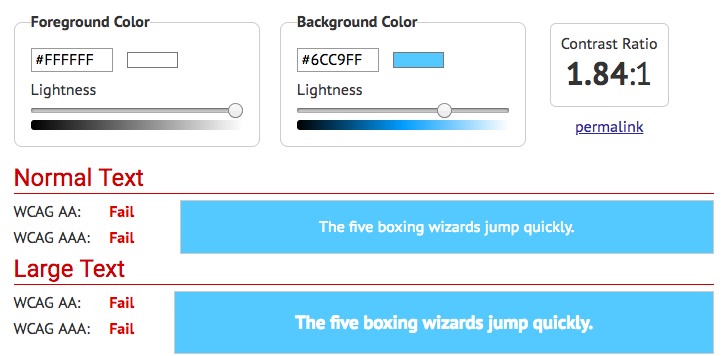 Foreground Color
#FFFFFF
Lightness
Background Color
#6CC9FF
Lightness
Contrast Ratio
1.84:1
permalink
Normal Text
WCAG AA: Fail
WCAG AAA: Fail
The five boxing wizards jump quickly.
Large Text
WCAG AA: Fail
WCAG AAA: Fail
The five boxing wizards jump quickly.